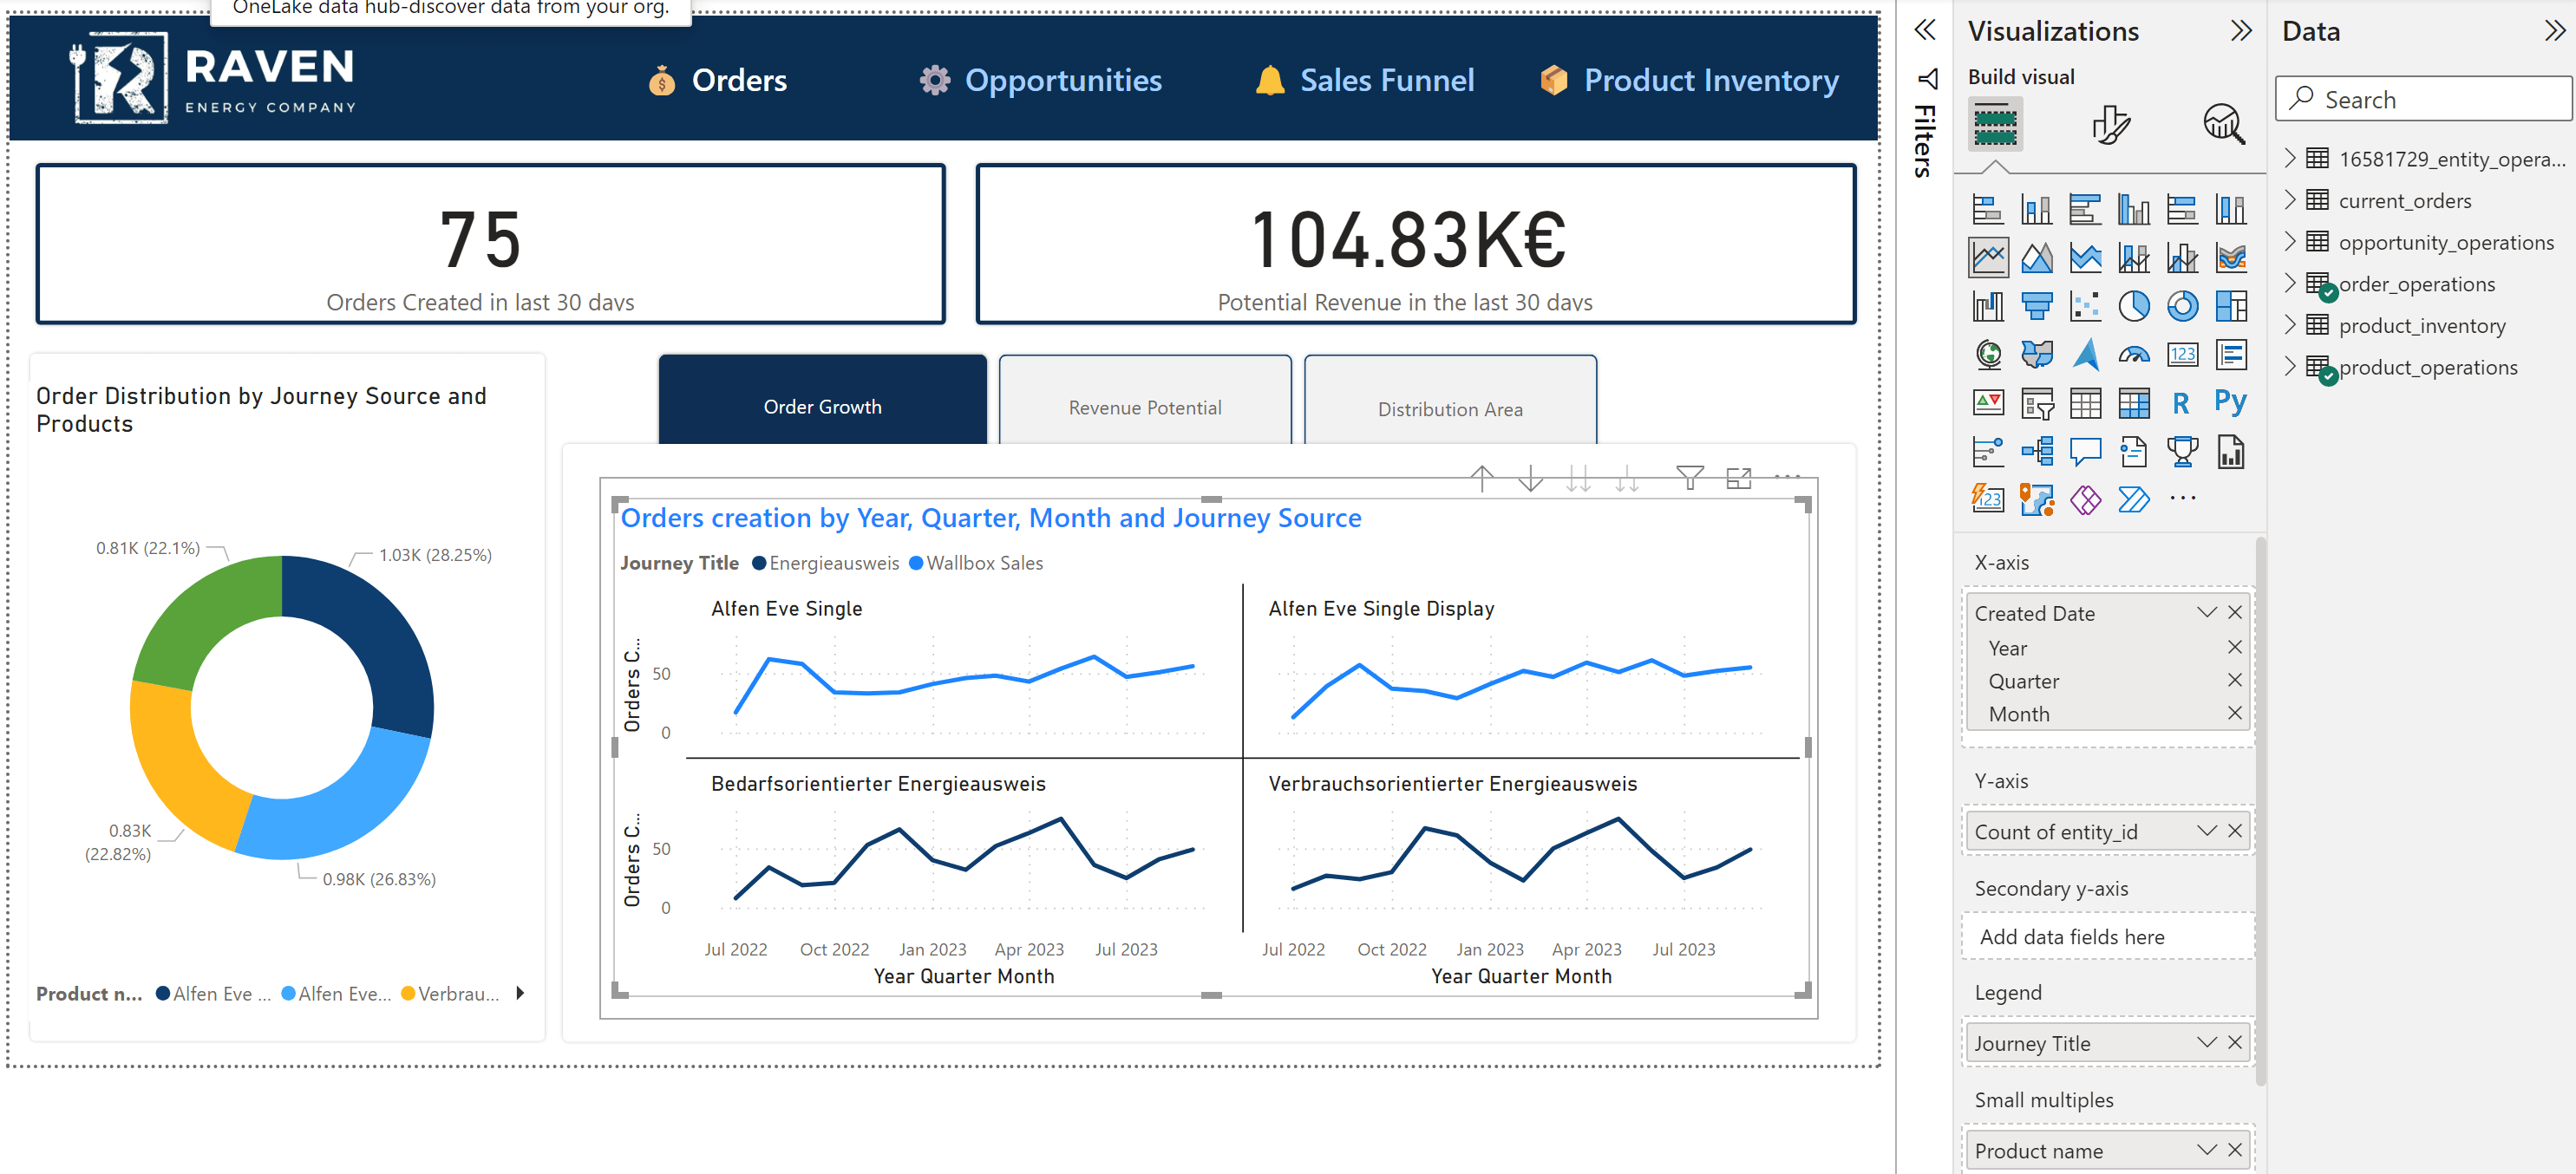 OneLake data hub-discover data from your org.
RAVEN
ENERGY COMPANY
Orders
Opportunities
Sales Funnel
Product Inventory
75
Orders Created in last 30 days
104.83K€
Potential Revenue in the last 30 days
Order Distribution by Journey Source and
Products
0.81K (22.1%)
1.03K (28.25%)
0.83K
(22.82%)
0.98K (26.83%)
Product n...
Alfen Eve ...
Alfen Eve...
Verbrau...
Order Growth
Revenue Potential
Distribution Area
Orders creation by Year, Quarter, Month and Journey Source
Journey Title
Energieausweis
Wallbox Sales
Alfen Eve Single
Alfen Eve Single Display
Orders C...
50
0
Bedarfsorientierter Energieausweis
Verbrauchsorientierter Energieausweis
Orders C...
50
0
Jul 2022 Oct 2022 Jan 2023 Apr 2023 Jul 2023
Jul 2022 Oct 2022 Jan 2023 Apr 2023 Jul 2023
Year Quarter Month
Year Quarter Month
Filters
Visualizations
Build visual
123
R
Py
123
X-axis
Created Date
Year
Quarter
Month
Y-axis
Count of entity_id
Secondary y-axis
Add data fields here
Legend
Journey Title
Small multiples
Product name
Data
Search
16581729_entity_opera...
current_orders
opportunity_operations
order_operations
product_inventory
product_operations